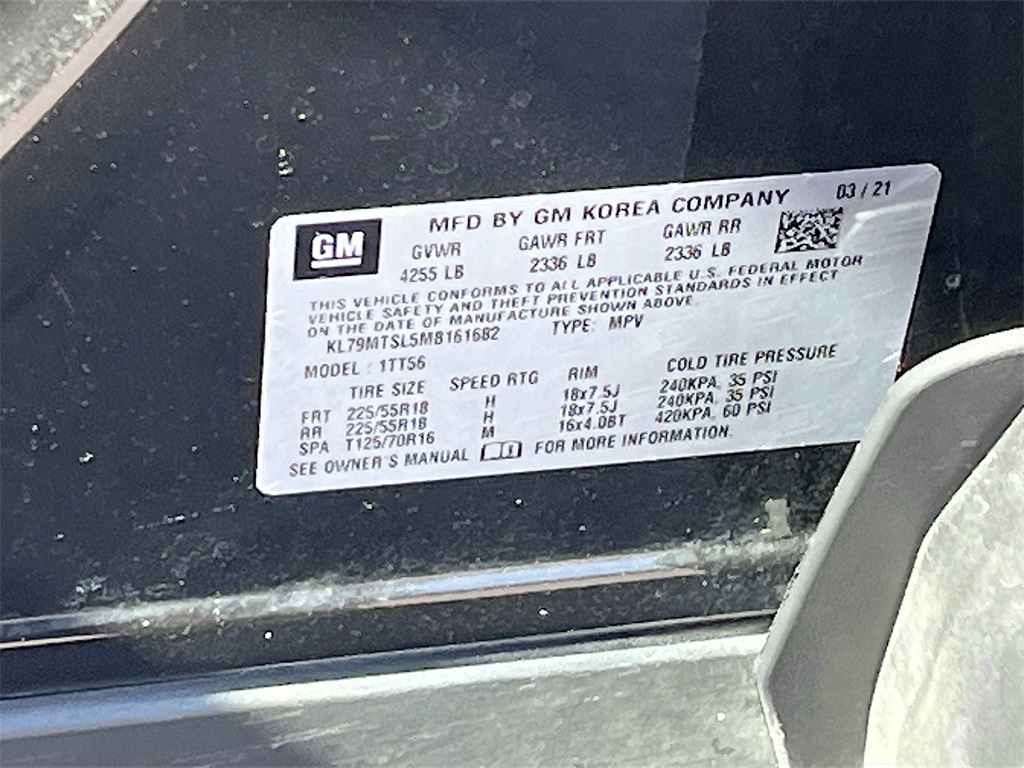 GM
MFD BY GM KOREA COMPANY 03 / 21
GVWR GAWR FRT GAWR RR
4255 LB 2336 LB 2336 LB
THIS VEHICLE CONFORMS TO ALL APPLICABLE U.S. FEDERAL MOTOR
VEHICLE SAFETY AND THEFT PREVENTION STANDARDS IN EFFECT
ON THE DATE OF MANUFACTURE SHOWN ABOVE.
KL79MTSL5MB161682 TYPE: MPV
MODEL : 1TT56
TIRE SIZE SPEED RTG RIM COLD TIRE PRESSURE
FRT 225/55R18 H 18x7.5J 240KPA, 35 PSI
RR 225/55R18 H 18x7.5J 240KPA, 35 PSI
SPA T125/70R16 M 16x4.0BT 420KPA, 60 PSI
SEE OWNER'S MANUAL FOR MORE INFORMATION.